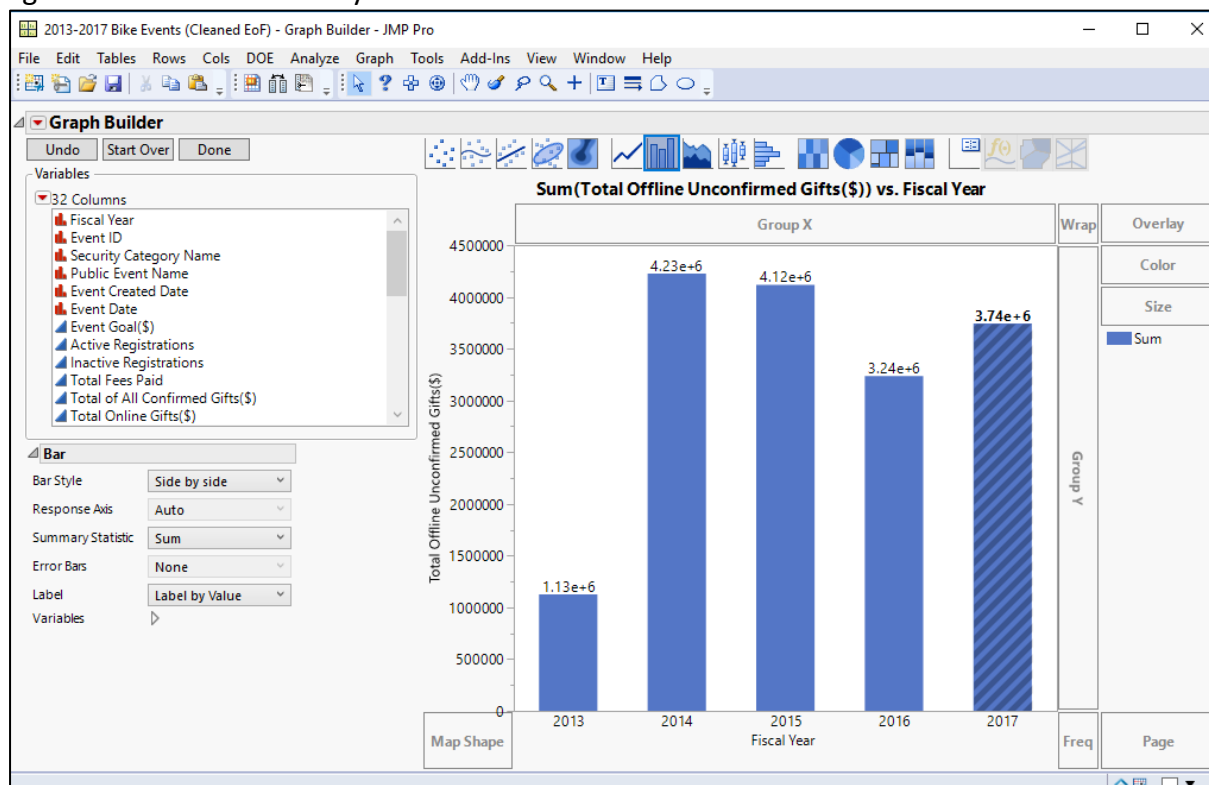 2013-2017 Bike Events (Cleaned EoF) - Graph Builder - JMP Pro
File Edit Tables Rows Cols DOE Analyze Graph Tools Add-Ins View Window Help
Graph Builder
Undo Start Over Done
Variables
32 Columns
Fiscal Year
Event ID
Security Category Name
Public Event Name
Event Created Date
Event Date
Event Goal($)
Active Registrations
Inactive Registrations
Total Fees Paid
Total of All Confirmed Gifts($)
Total Online Gifts($)
Bar
Bar Style Side by side
Response Axis Auto
Summary Statistic Sum
Error Bars None
Label Label by Value
Variables
Sum(Total Offline Unconfirmed Gifts($)) vs. Fiscal Year
Group X
Wrap
Overlay
Color
Size
Sum
Group Y
Total Offline Unconfirmed Gifts($)
4500000
4000000
3500000
3000000
2500000
2000000
1500000
1000000
500000
0
1.13e+6
4.23e+6
4.12e+6
3.24e+6
3.74e+6
2013 2014 2015 2016 2017
Fiscal Year
Map Shape
Freq
Page